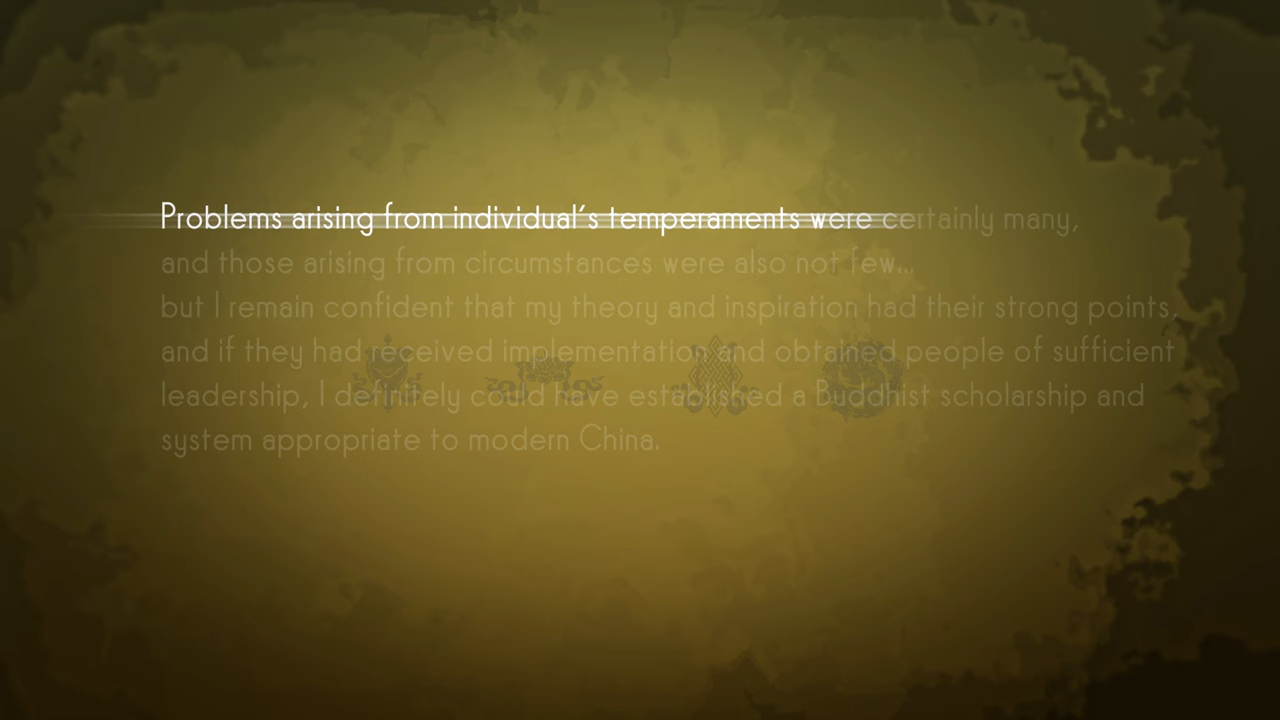 Problems arising from individual's temperaments were certainly many,
and those arising from circumstances were also not few...
but I remain confident that my theory and inspiration had their strong points,
and if they had received implementation and obtained people of sufficient
leadership, I definitely could have established a Buddhist scholarship and
system appropriate to modern China.